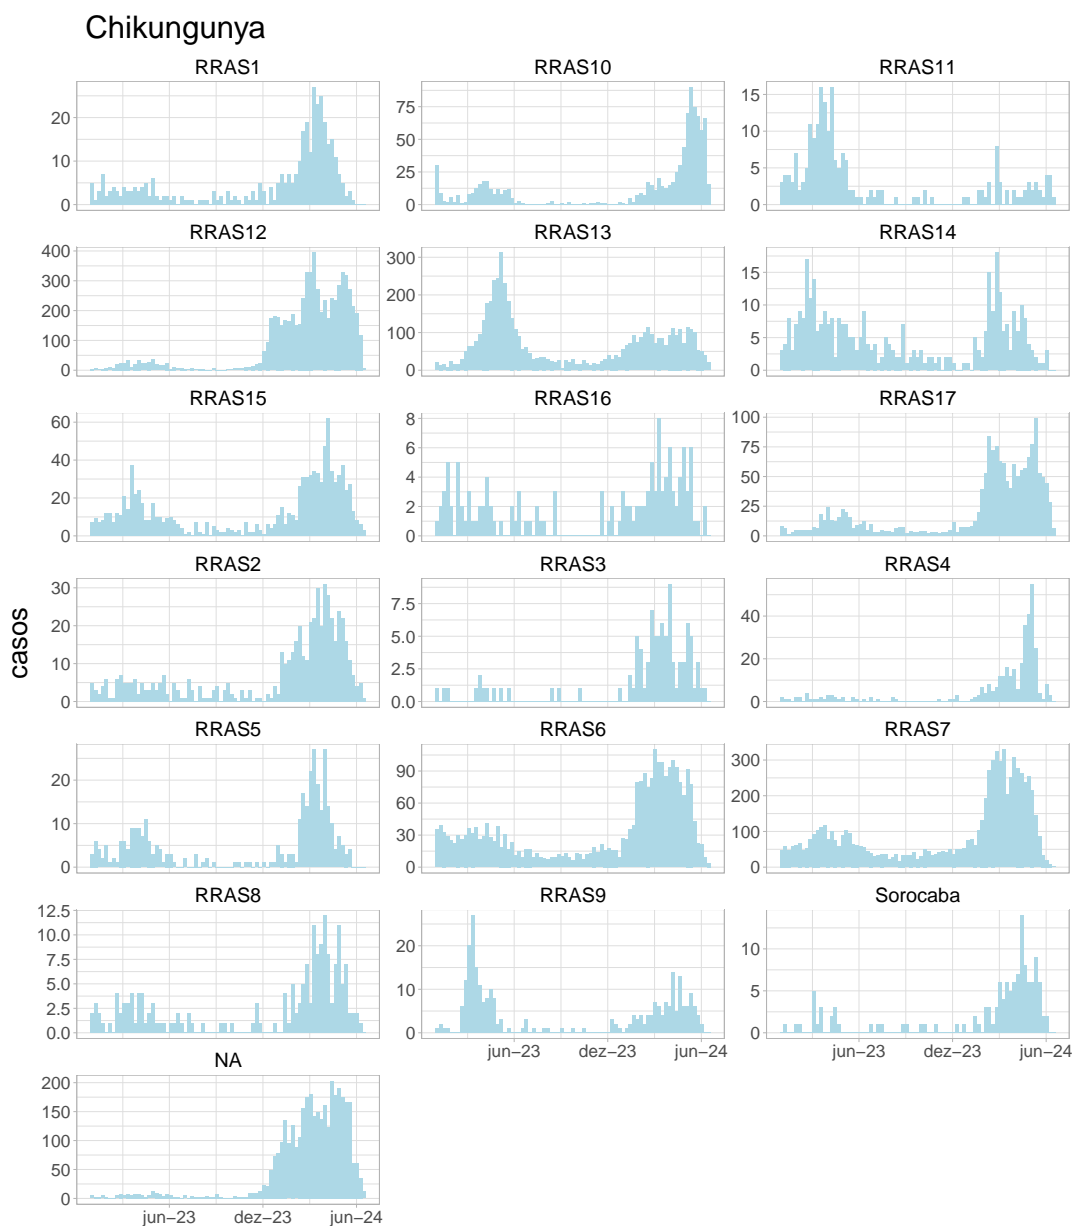 Chikungunya
RRAS1 RRAS10 RRAS11
20 10 0
75 50 25 0
15 10 5 0
RRAS12 RRAS13 RRAS14
400 300 200 100 0
300 200 100 0
15 10 5 0
RRAS15 RRAS16 RRAS17
60 40 20 0
8 6 4 2 0
100 75 50 25 0
RRAS2 RRAS3 RRAS4
30 20 10 0
7.5 5.0 2.5 0.0
40 20 0
casos
RRAS5 RRAS6 RRAS7
20 10 0
90 60 30 0
300 200 100 0
RRAS8 RRAS9 Sorocaba
12.5 10.0 7.5 5.0 2.5 0.0
20 10 0
10 5 0
jun−23 dez−23 jun−24 jun−23 dez−23 jun−24
NA
200 150 100 50 0
jun−23 dez−23 jun−24